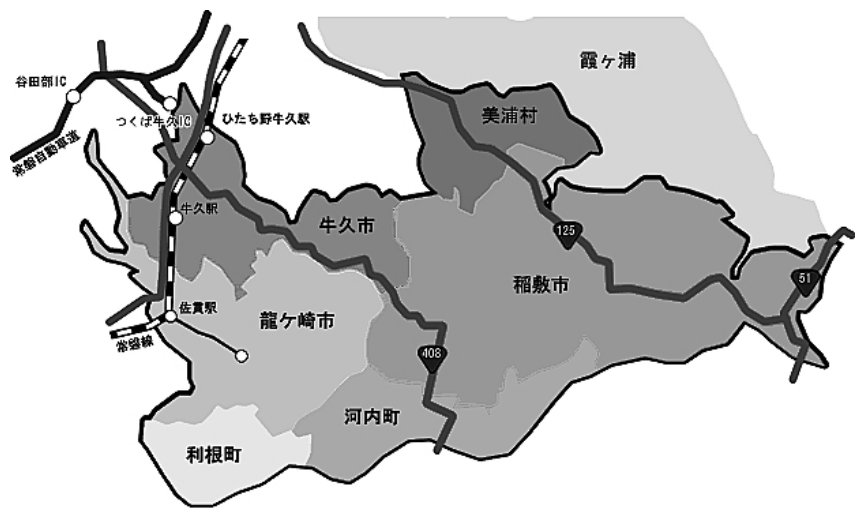 霞ヶ浦
谷田部IC
つくば牛久IC
ひたち野牛久駅
美浦村
常磐自動車道
牛久駅
牛久市
125
稲敷市
51
佐貫駅
龍ケ崎市
常磐線
408
河内町
利根町